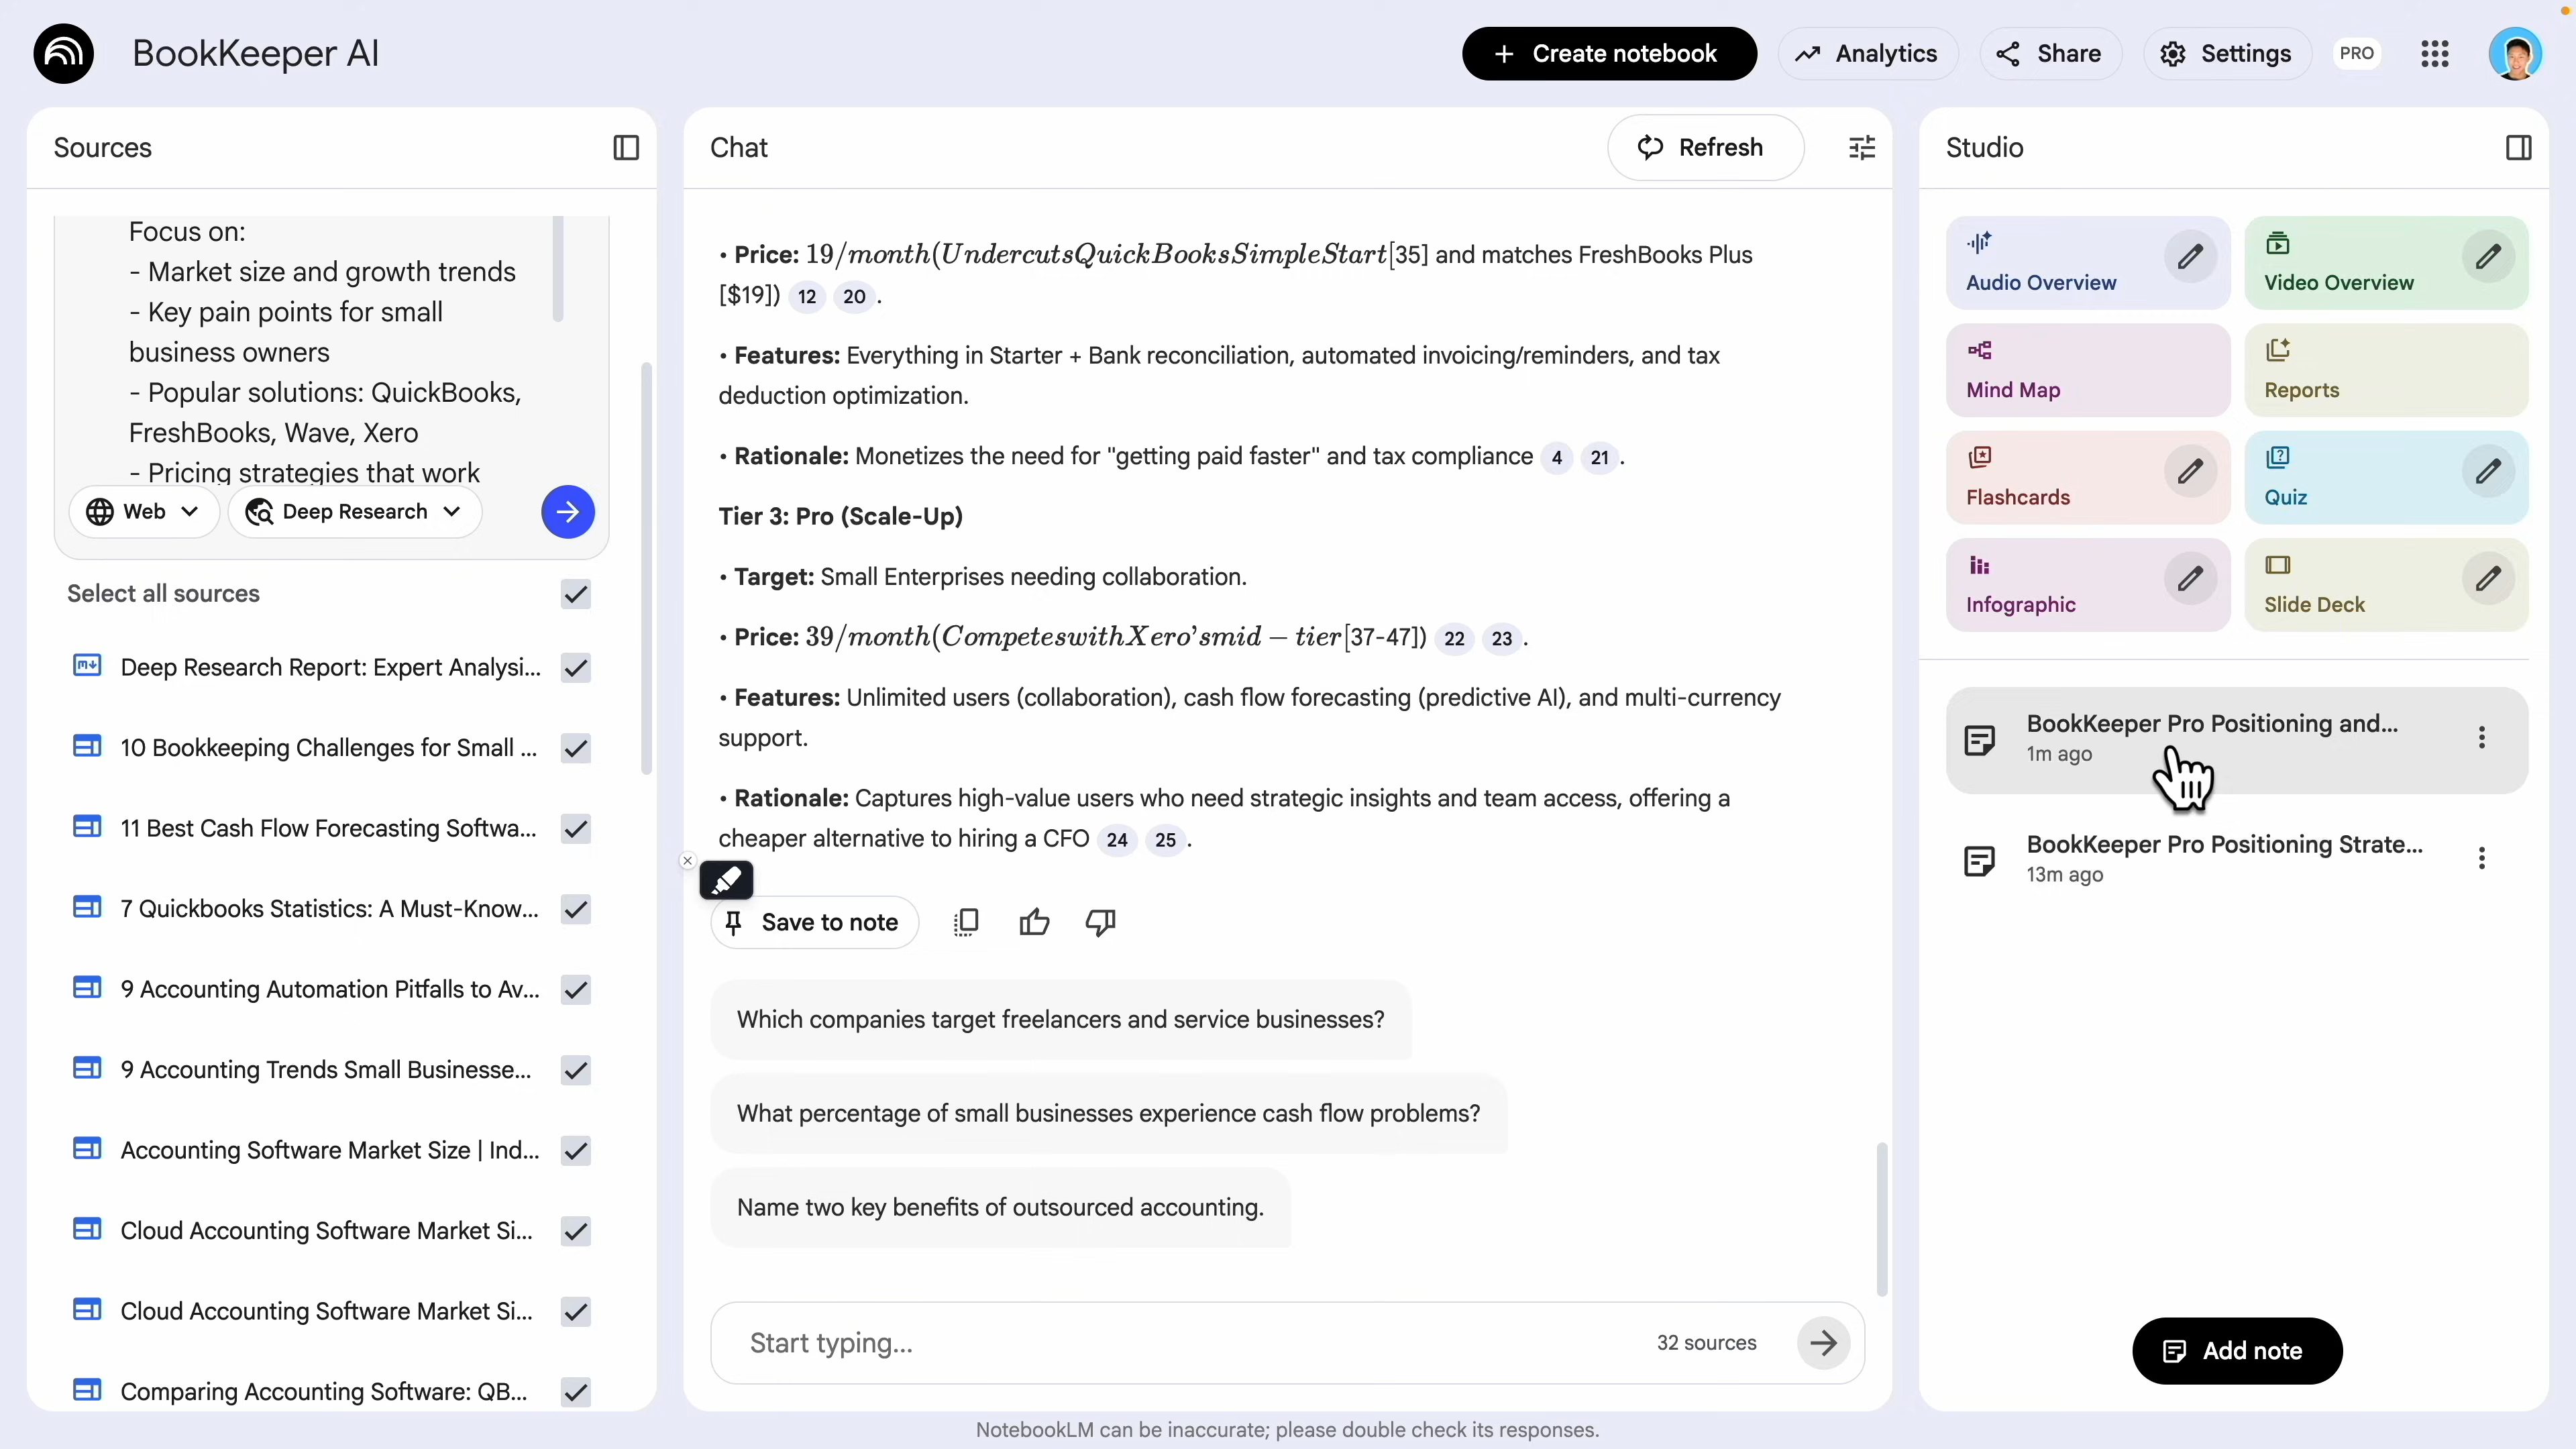 BookKeeper AI
Create notebook
Analytics
Share
Settings
PRO
Sources
Focus on:
- Market size and growth trends
- Key pain points for small
business owners
- Popular solutions: QuickBooks,
FreshBooks, Wave, Xero
- Pricing strategies that work
Web
Deep Research
Select all sources
Deep Research Report: Expert Analysi...
10 Bookkeeping Challenges for Small ...
11 Best Cash Flow Forecasting Softwa...
7 Quickbooks Statistics: A Must-Know...
9 Accounting Automation Pitfalls to Av...
9 Accounting Trends Small Businesse...
Accounting Software Market Size | Ind...
Cloud Accounting Software Market Si...
Cloud Accounting Software Market Si...
Comparing Accounting Software: QB...
Chat
Refresh
• Price: 19/month(UndercutsQuickBooksSimpleStart[35] and matches FreshBooks Plus
[$19]) 12 20 .
• Features: Everything in Starter + Bank reconciliation, automated invoicing/reminders, and tax
deduction optimization.
• Rationale: Monetizes the need for "getting paid faster" and tax compliance 4 21 .
Tier 3: Pro (Scale-Up)
• Target: Small Enterprises needing collaboration.
• Price: 39/month(CompeteswithXero'smid – tier[37-47]) 22 23 .
• Features: Unlimited users (collaboration), cash flow forecasting (predictive AI), and multi-currency
support.
• Rationale: Captures high-value users who need strategic insights and team access, offering a
cheaper alternative to hiring a CFO 24 25 .
Save to note
Which companies target freelancers and service businesses?
What percentage of small businesses experience cash flow problems?
Name two key benefits of outsourced accounting.
Start typing...
32 sources
NotebookLM can be inaccurate; please double check its responses.
Studio
Audio Overview
Video Overview
Mind Map
Reports
Flashcards
Quiz
Infographic
Slide Deck
BookKeeper Pro Positioning and...
1m ago
BookKeeper Pro Positioning Strate...
13m ago
Add note